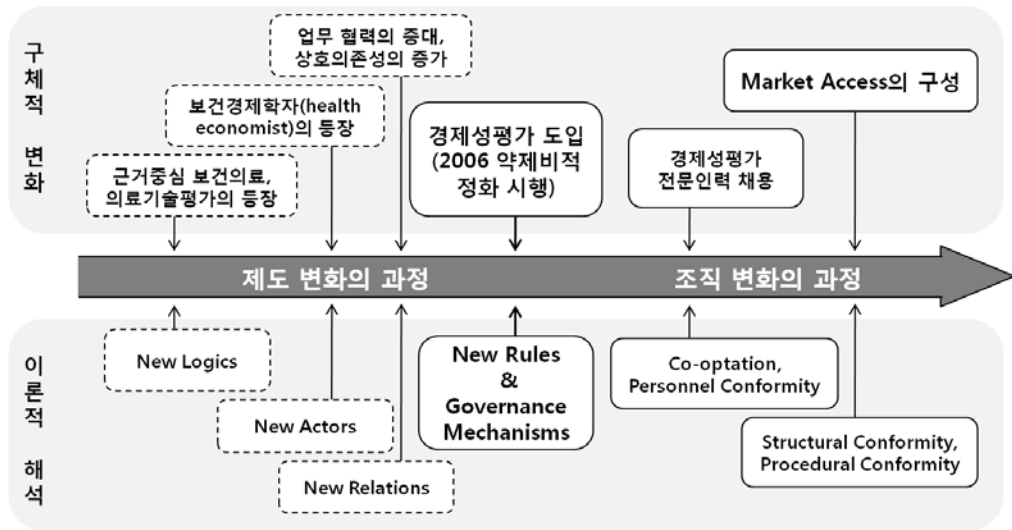 구체적 변화
업무 협력의 증대,
상호의존성의 증가
보건경제학자(health
economist)의 등장
근거중심 보건의료,
의료기술평가의 등장
경제성평가 도입
(2006 약제비적
정화 시행)
경제성평가
전문인력 채용
Market Access의 구성
제도 변화의 과정
조직 변화의 과정
이론적 해석
New Logics
New Actors
New Relations
New Rules
&
Governance
Mechanisms
Co-optation,
Personnel Conformity
Structural Conformity,
Procedural Conformity